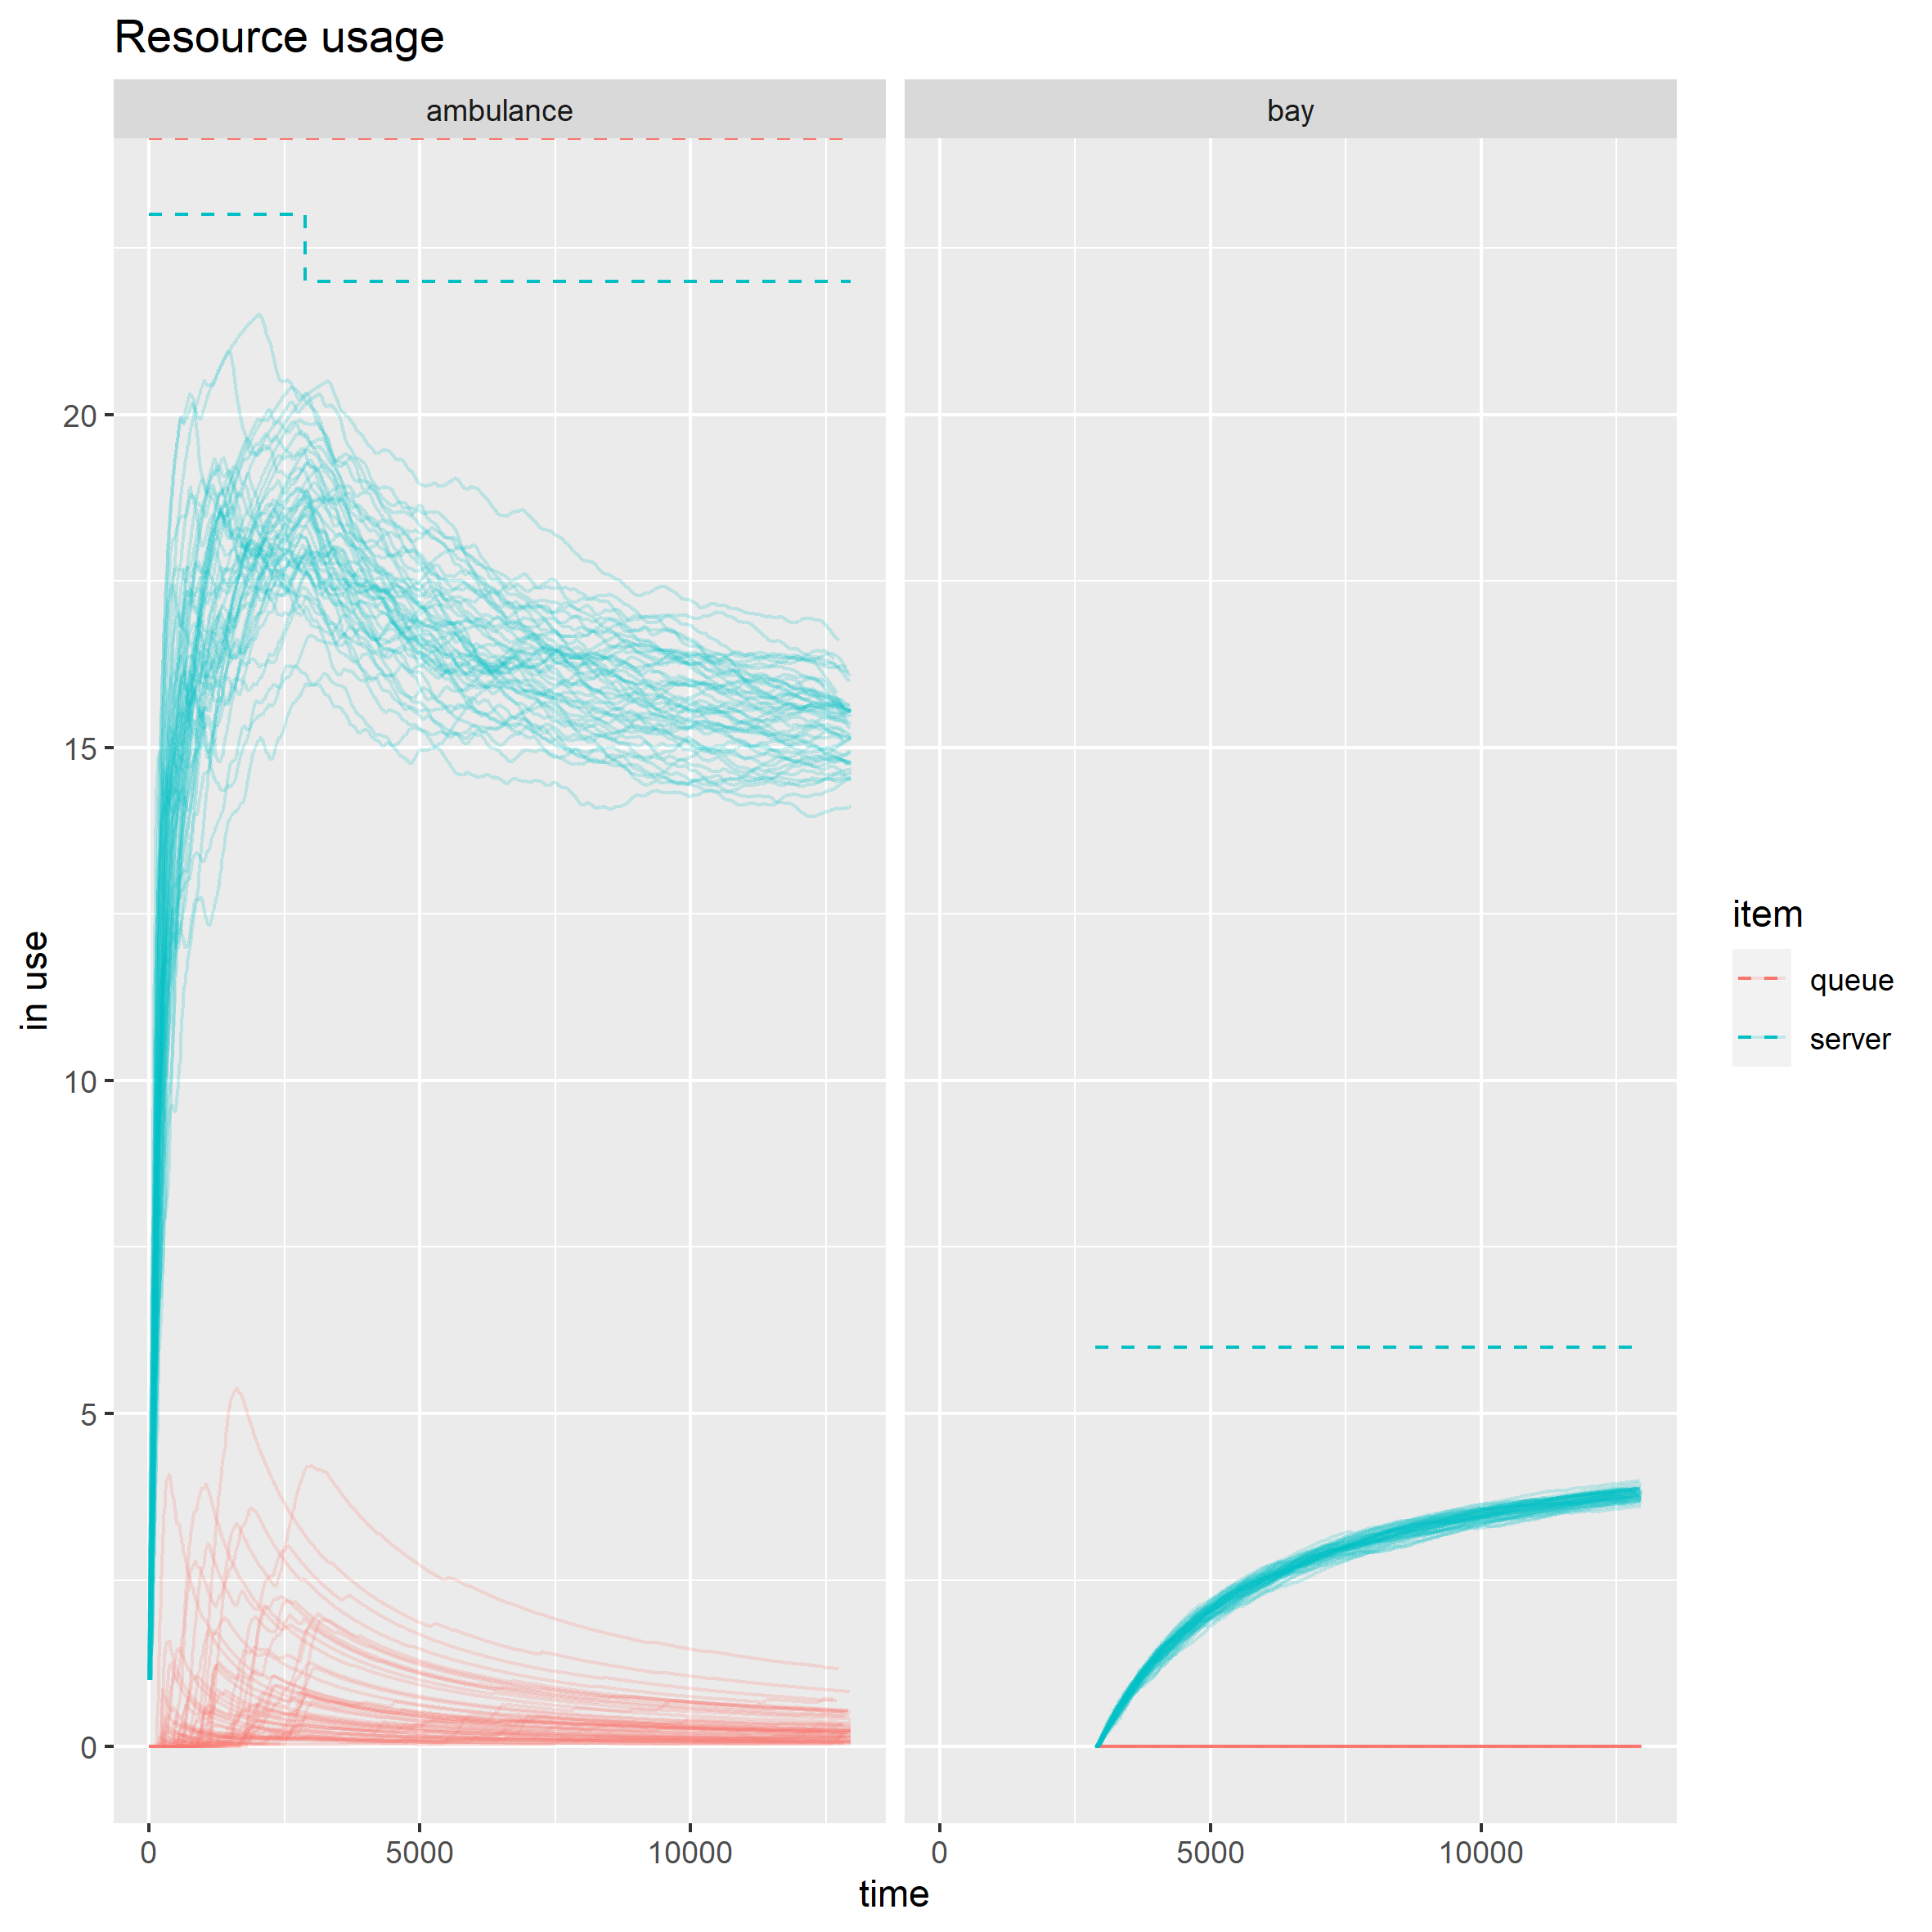 Resource usage
ambulance
bay
in use
20
15
10
5
0
0
5000
10000
0
5000
10000
time
item
queue
server